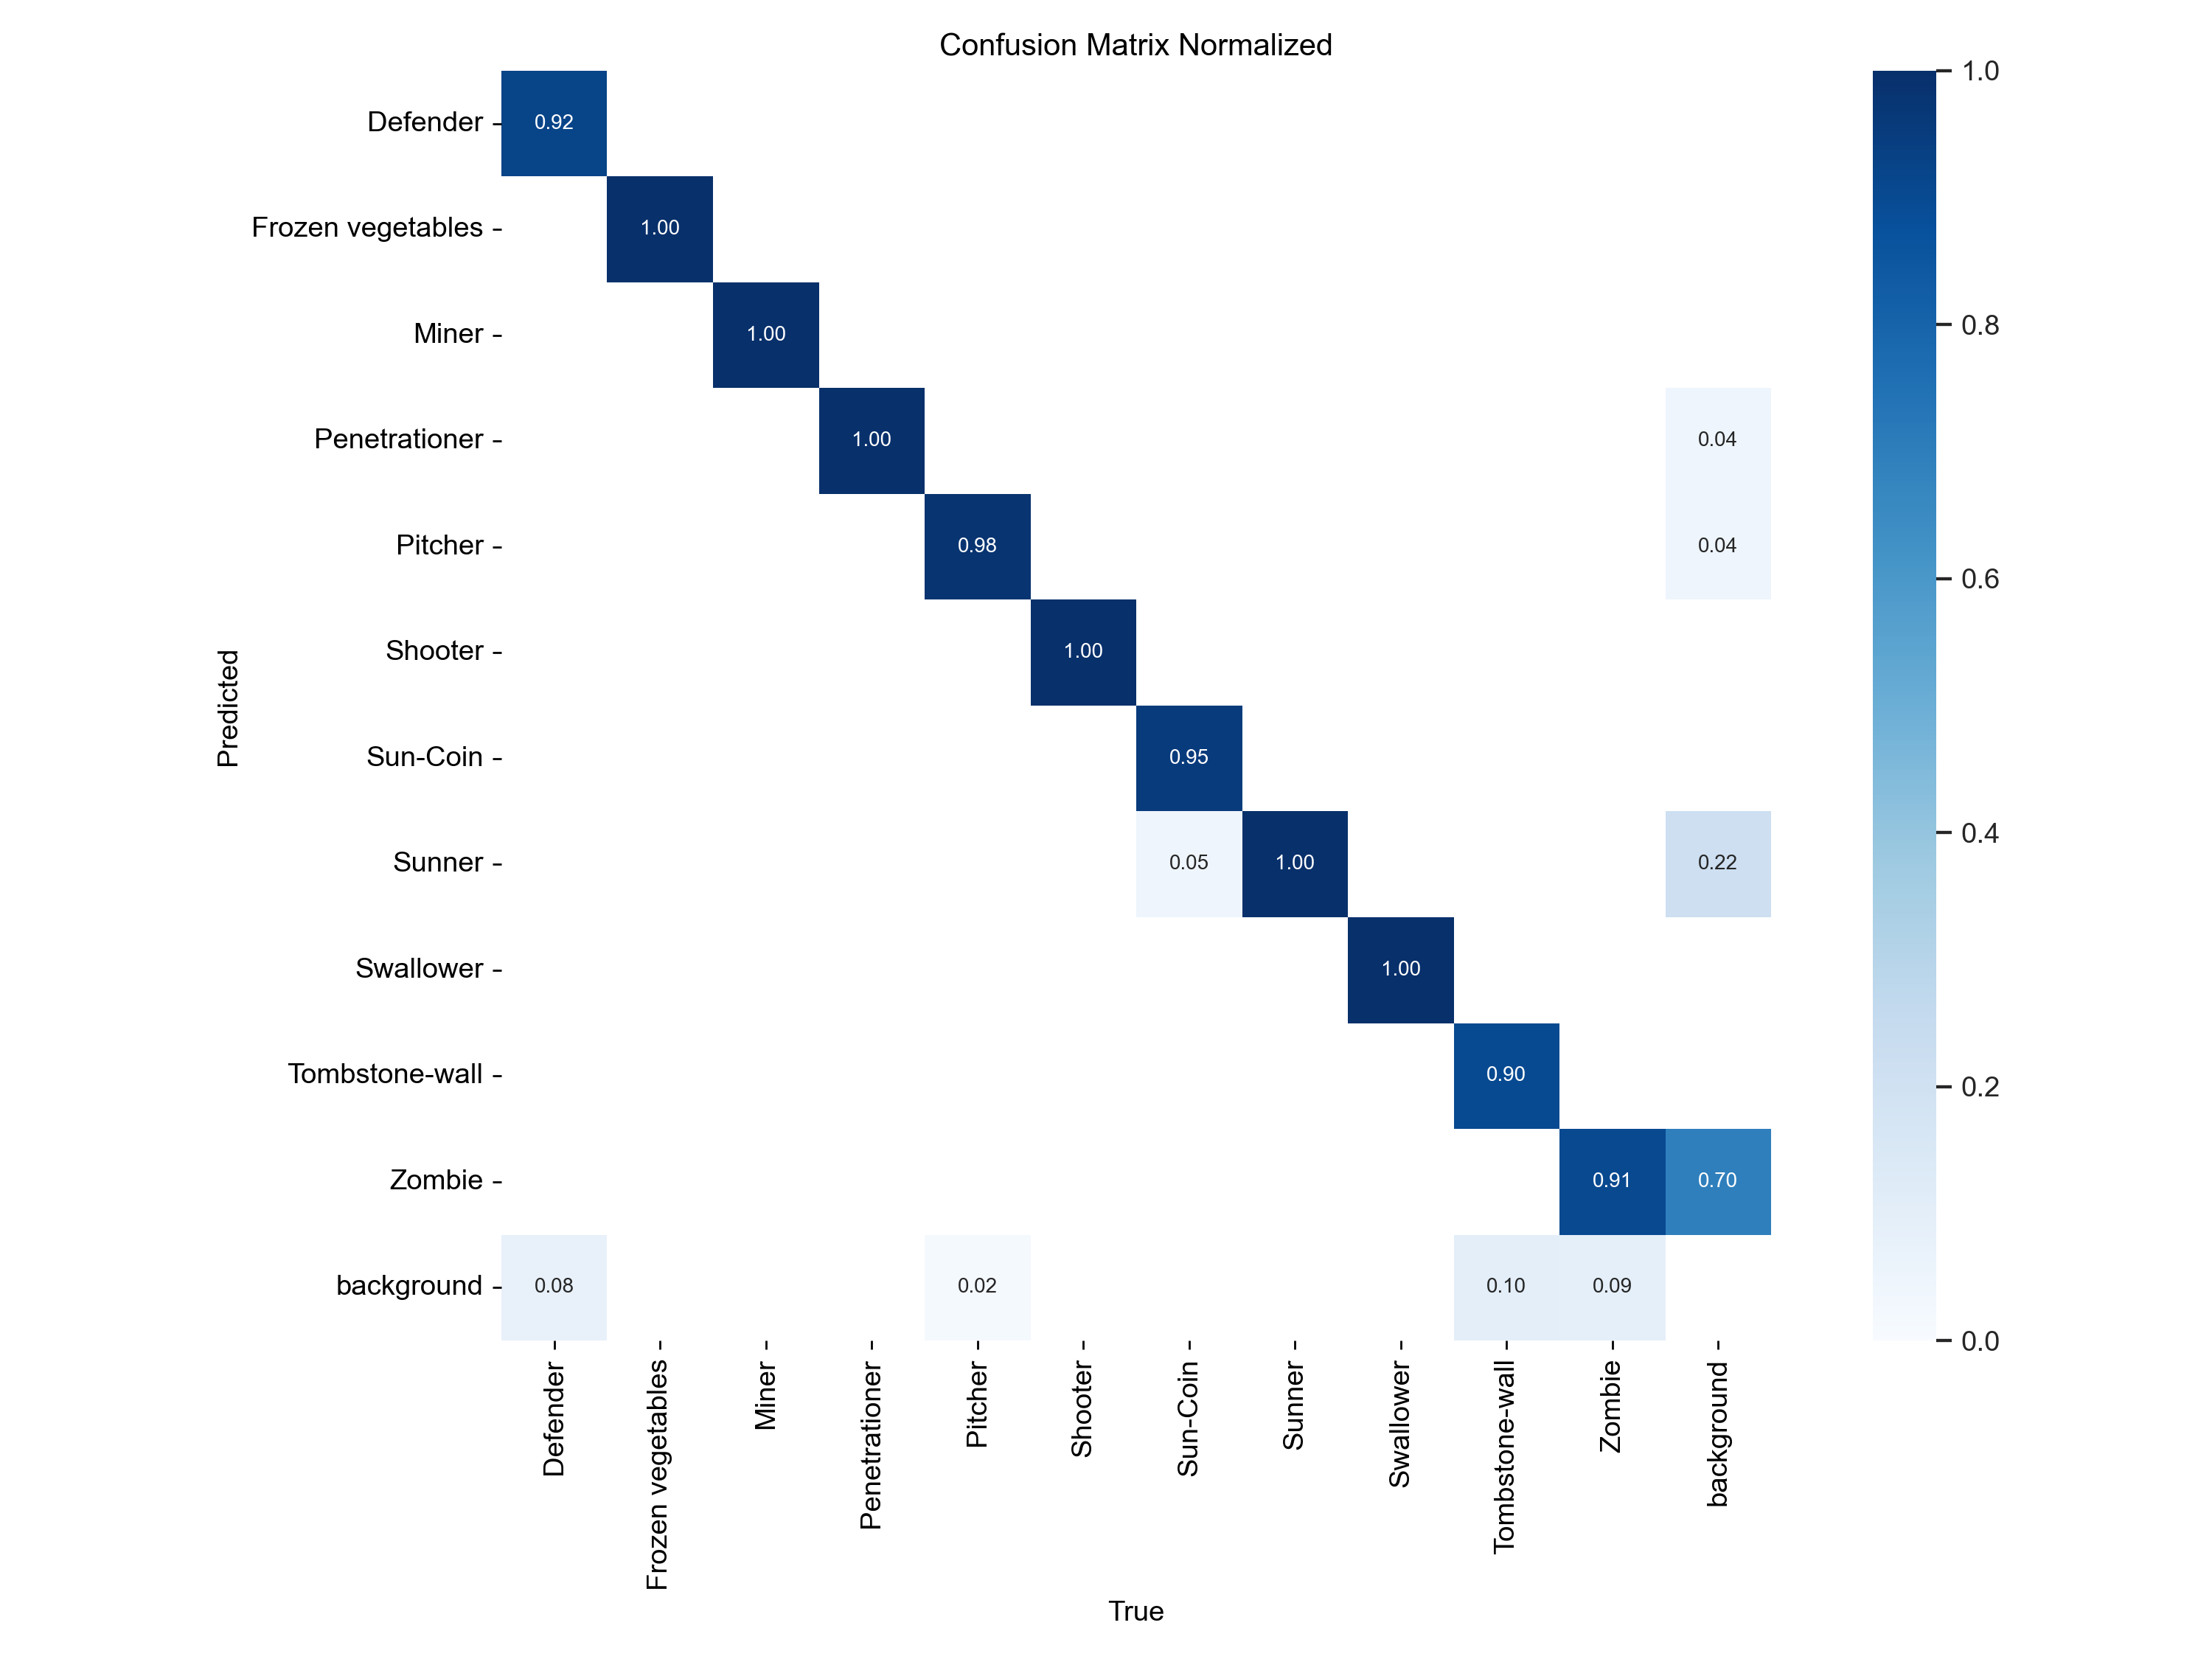 Confusion Matrix Normalized
Defender
0.92
Frozen vegetables
1.00
Miner
1.00
Penetrationer
1.00
0.04
Pitcher
0.98
0.04
Shooter
1.00
Sun-Coin
0.95
Sunner
0.05
1.00
0.22
Swallower
1.00
Tombstone-wall
0.90
Zombie
0.91
0.70
background
0.08
0.02
0.10
0.09
Predicted
Defender
Frozen vegetables
Miner
Penetrationer
Pitcher
Shooter
Sun-Coin
Sunner
Swallower
Tombstone-wall
Zombie
background
True
1.0
0.8
0.6
0.4
0.2
0.0